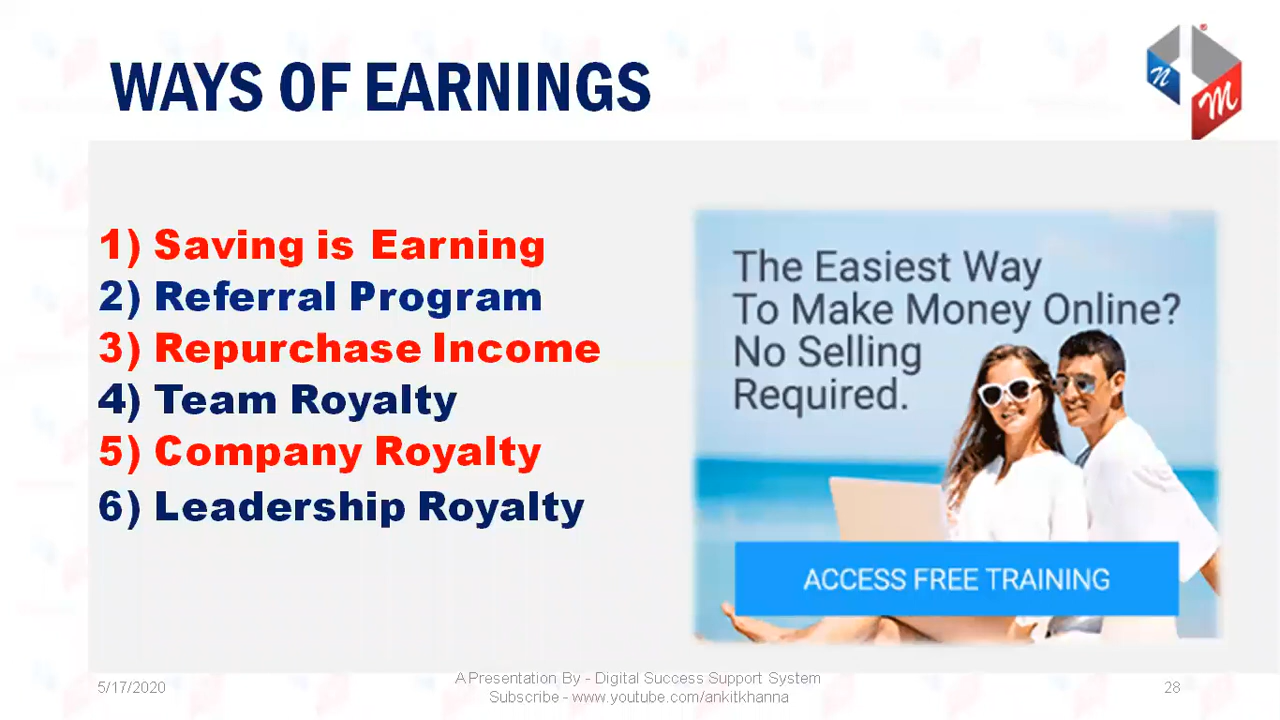 WAYS OF EARNINGS
n
M
1) Saving is Earning
2) Referral Program
3) Repurchase Income
4) Team Royalty
5) Company Royalty
6) Leadership Royalty
The Easiest Way
To Make Money Online?
No Selling
Required.
ACCESS FREE TRAINING
5/17/2020
A Presentation By - Digital Success Support System
Subscribe - www.youtube.com/ankitkhanna
28